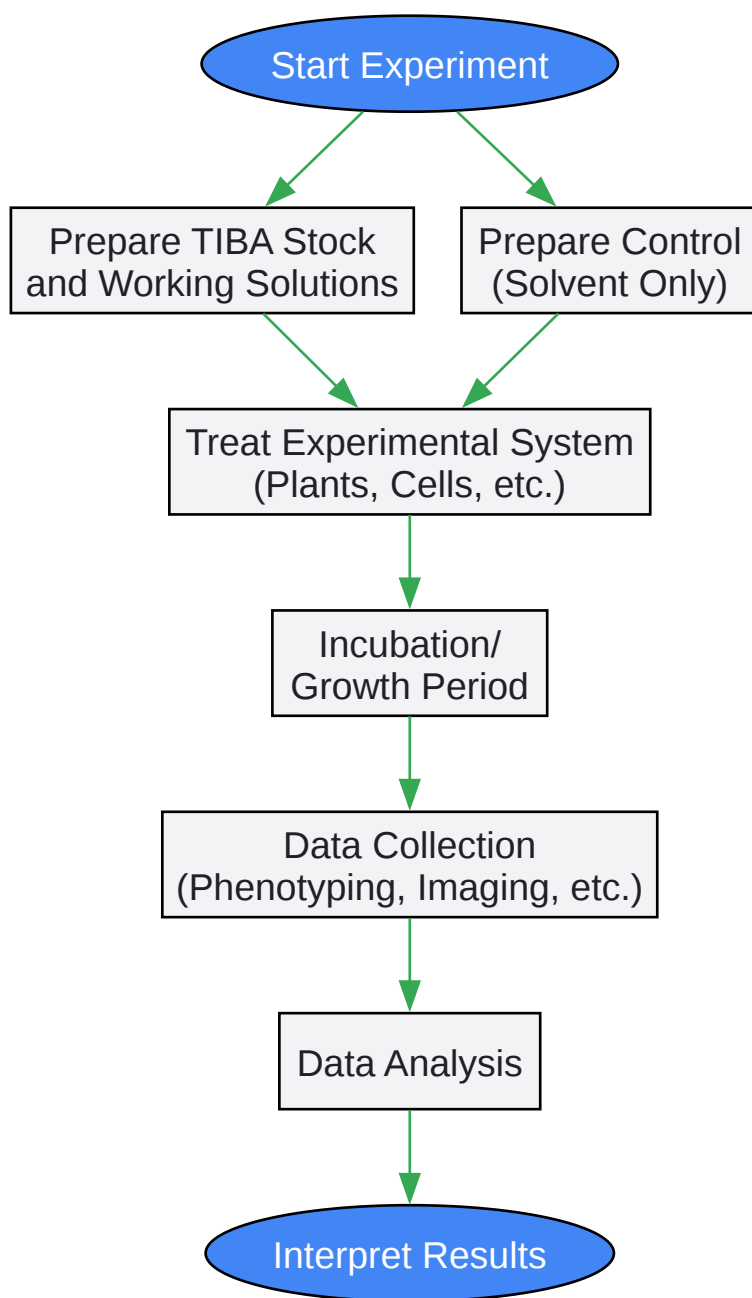 Start Experiment
Prepare TIBA Stock
and Working Solutions
Prepare Control
(Solvent Only)
Treat Experimental System
(Plants, Cells, etc.)
Incubation/
Growth Period
Data Collection
(Phenotyping, Imaging, etc.)
Data Analysis
Interpret Results